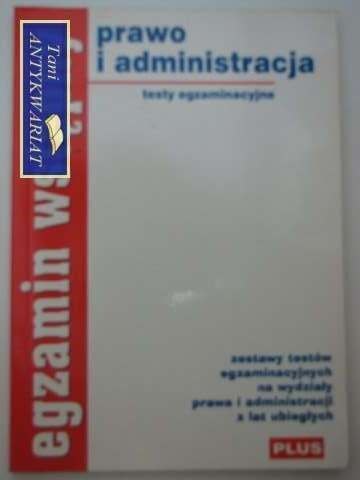 prawo
i administracja
testy egzaminacyjne
Tani
ANTYKWARIAT
egzamin
zestawy testów
egzaminacyjnych
na wydziały
prawa i administracji
z lat ubiegłych
PLUS